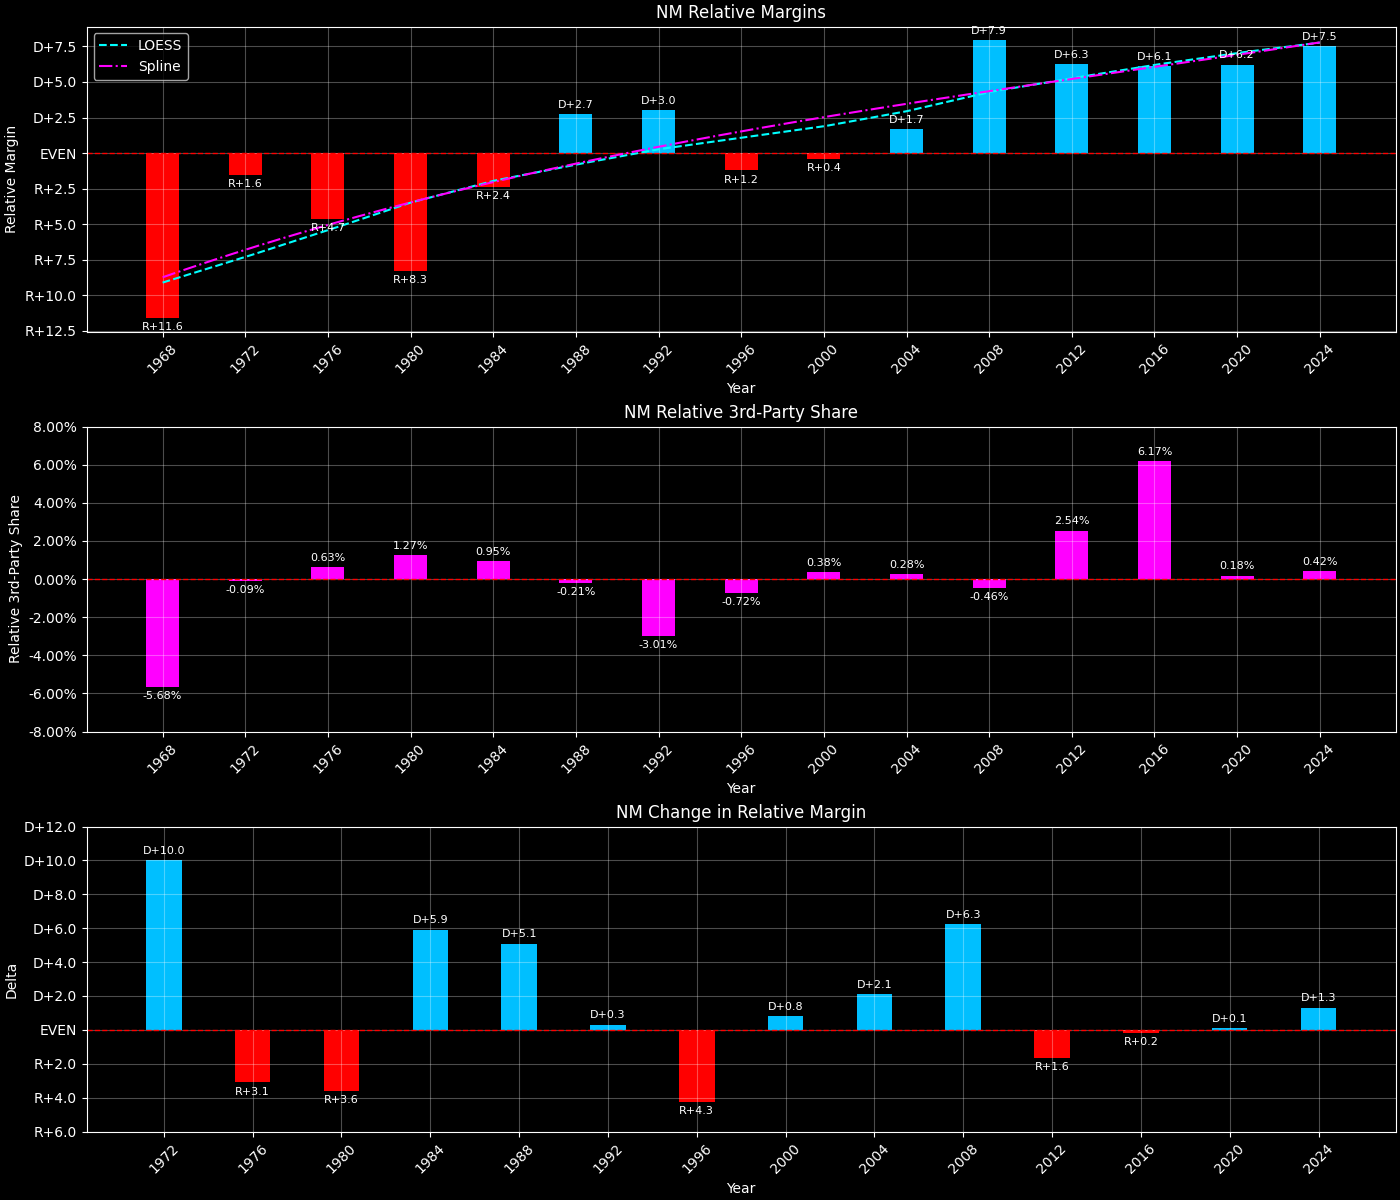 NM Relative Margins
LOESS
Spline
Relative Margin
D+7.5
D+5.0
D+2.5
EVEN
R+2.5
R+5.0
R+7.5
R+10.0
R+12.5
R+11.6
R+1.6
R+4.7
R+8.3
R+2.4
D+2.7
D+3.0
R+1.2
R+0.4
D+1.7
D+7.9
D+6.3
D+6.1
D+6.2
D+7.5
1968 1972 1976 1980 1984 1988 1992 1996 2000 2004 2008 2012 2016 2020 2024
Year
NM Relative 3rd-Party Share
Relative 3rd-Party Share
8.00%
6.00%
4.00%
2.00%
0.00%
-2.00%
-4.00%
-6.00%
-8.00%
-5.68%
-0.09%
0.63%
1.27%
0.95%
-0.21%
-3.01%
-0.72%
0.38%
0.28%
-0.46%
2.54%
6.17%
0.18%
0.42%
1968 1972 1976 1980 1984 1988 1992 1996 2000 2004 2008 2012 2016 2020 2024
Year
NM Change in Relative Margin
Delta
D+12.0
D+10.0
D+8.0
D+6.0
D+4.0
D+2.0
EVEN
R+2.0
R+4.0
R+6.0
D+10.0
R+3.1
R+3.6
D+5.9
D+5.1
D+0.3
R+4.3
D+0.8
D+2.1
D+6.3
R+1.6
R+0.2
D+0.1
D+1.3
1972 1976 1980 1984 1988 1992 1996 2000 2004 2008 2012 2016 2020 2024
Year